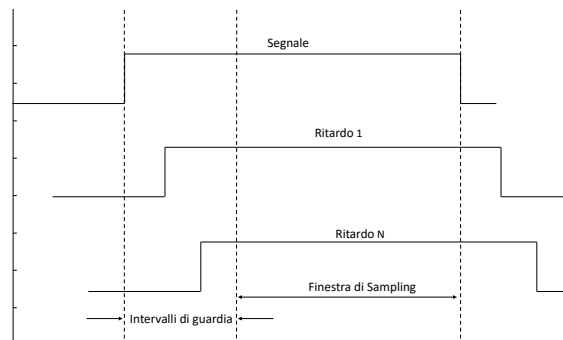 Segnale
Ritardo 1
Ritardo N
Finestra di Sampling
Intervalli di guardia